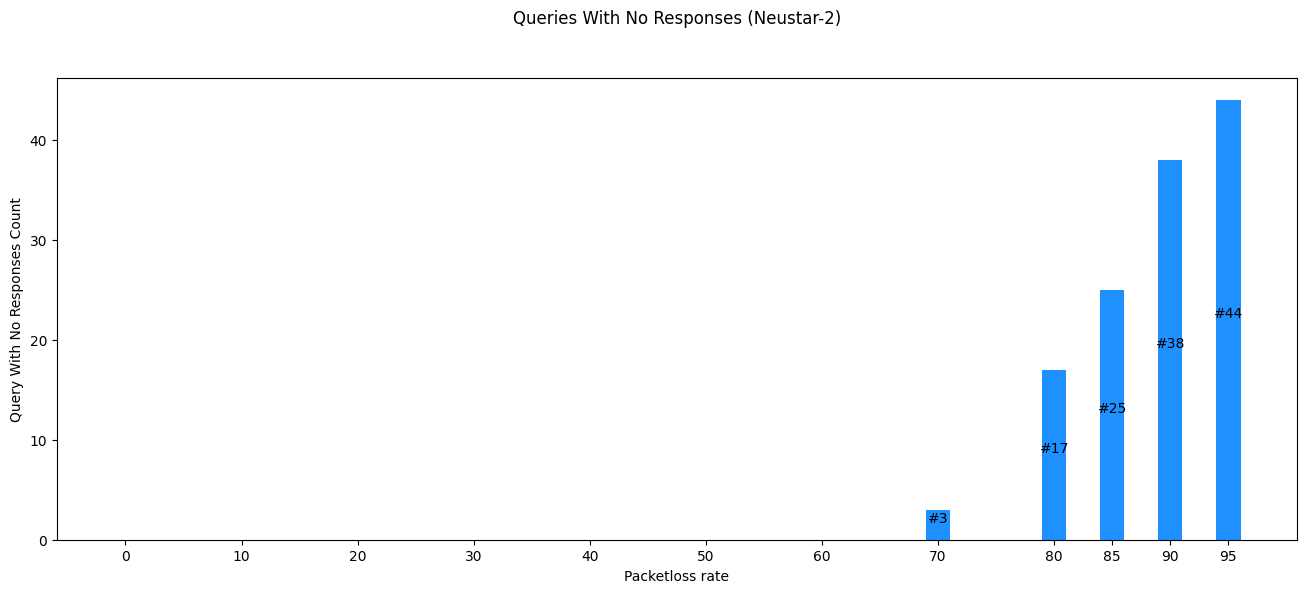 Queries With No Responses (Neustar-2)
Query With No Responses Count
40
30
20
10
0
#3
#17
#25
#38
#44
0 10 20 30 40 50 60 70 80 85 90 95
Packetloss rate